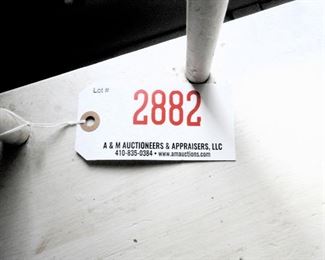 Lot #
2882
A & M AUCTIONEERS & APPRAISERS, LLC
410-835-0384 • www.amauctions.com